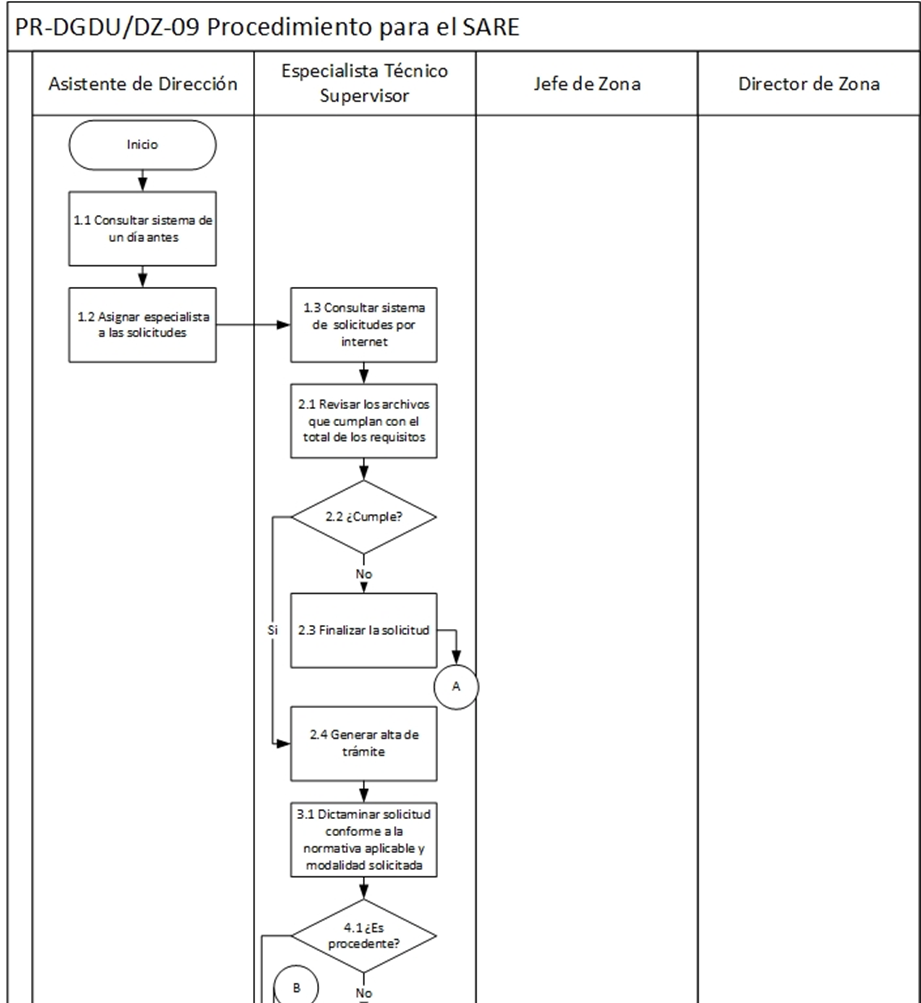 PR-DGDU/DZ-09 Procedimiento para el SARE
Asistente de Dirección
Especialista Técnico
Supervisor
Jefe de Zona
Director de Zona
Inicio
1.1 Consultar sistema de
un día antes
1.2 Asignar especialista
a las solicitudes
1.3 Consultar sistema
de solicitudes por
internet
2.1 Revisar los archivos
que cumplan con el
total de los requisitos
2.2 ¿Cumple?
No
Si
2.3 Finalizar la solicitud
A
2.4 Generar alta de
trámite
3.1 Dictaminar solicitud
conforme a la
normativa aplicable y
modalidad solicitada
4.1 ¿Es
procedente?
B
No